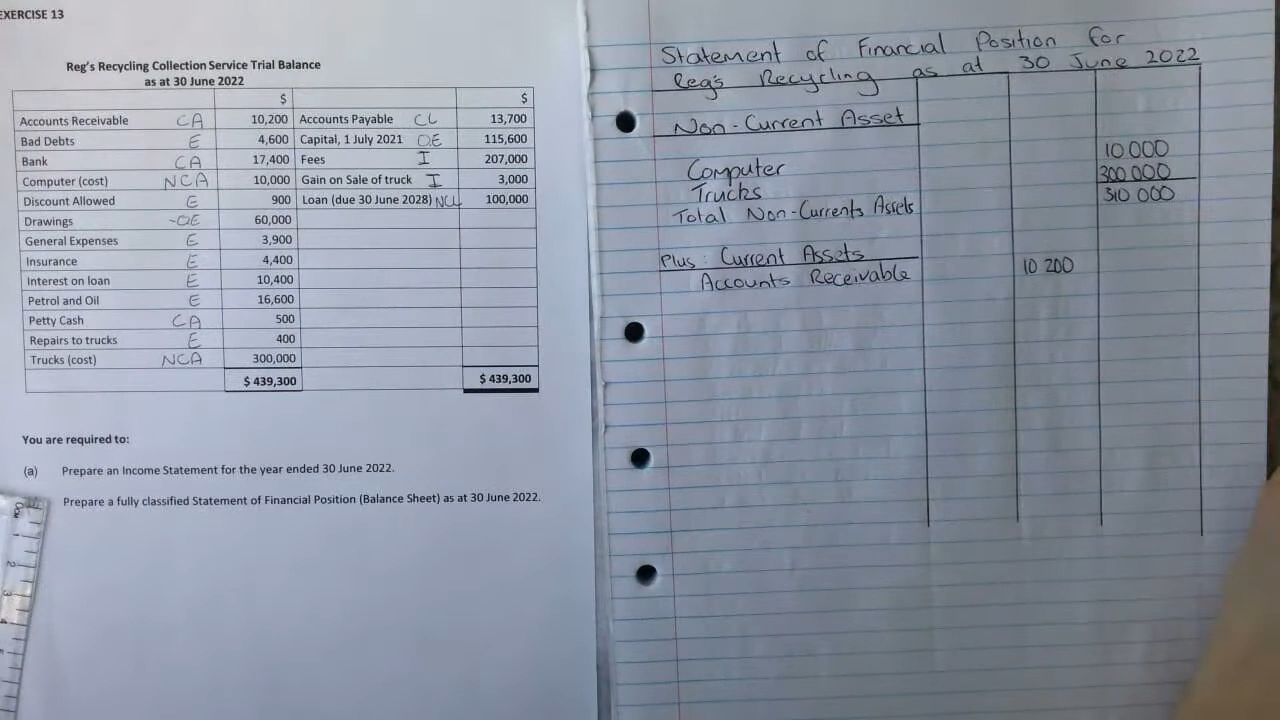 EXERCISE 13
Reg's Recycling Collection Service Trial Balance
as at 30 June 2022
$ $
Accounts Receivable CA 10,200 Accounts Payable CL 13,700
Bad Debts E 4,600 Capital, 1 July 2021 OE 115,600
Bank CA 17,400 Fees I 207,000
Computer (cost) NCA 10,000 Gain on Sale of truck I 3,000
Discount Allowed E 900 Loan (due 30 June 2028) NCL 100,000
Drawings -OE 60,000
General Expenses E 3,900
Insurance E 4,400
Interest on loan E 10,400
Petrol and Oil E 16,600
Petty Cash CA 500
Repairs to trucks E 400
Trucks (cost) NCA 300,000
$ 439,300 $ 439,300
You are required to:
(a) Prepare an Income Statement for the year ended 30 June 2022.
Prepare a fully classified Statement of Financial Position (Balance Sheet) as at 30 June 2022.
Statement of Financial Position for
Reg's Recycling as at 30 June 2022
Non-Current Asset
Computer 10 000
Trucks 300 000
Total Non-Currents Assets 310 000
Plus: Current Assets
Accounts Receivable 10 200